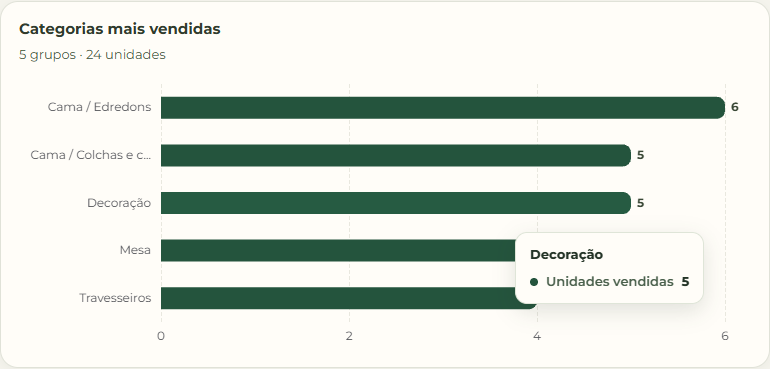 Categorias mais vendidas
5 grupos · 24 unidades
Cama / Edredons 6
Cama / Colchas e c... 5
Decoração 5
Mesa
Decoração
Unidades vendidas 5
Travesseiros
0 2 4 6